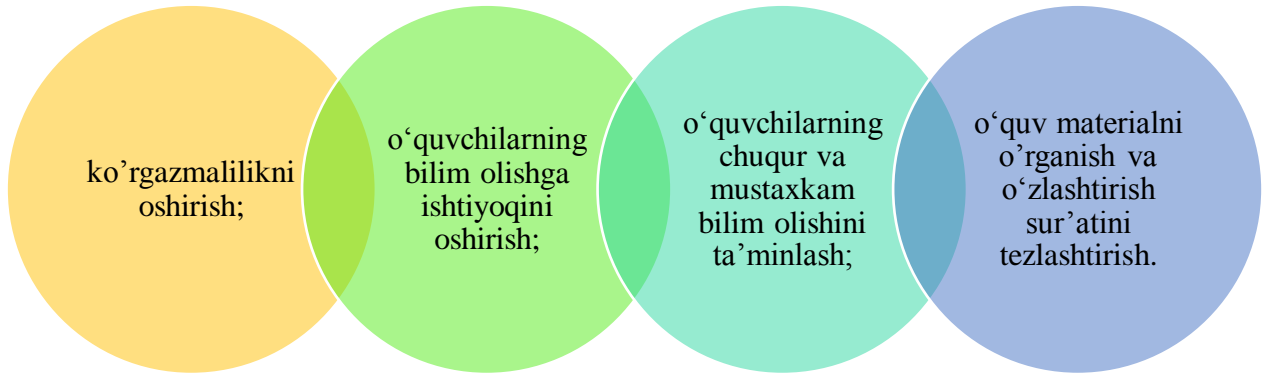 ko’rgazmalilikni
oshirish;
o‘quvchilarning
bilim olishga
ishtiyoqini
oshirish;
o‘quvchilarning
chuqur va
mustaxkam
bilim olishini
ta’minlash;
o‘quv materialni
o’rganish va
o‘zlashtirish
sur’atini
tezlashtirish.